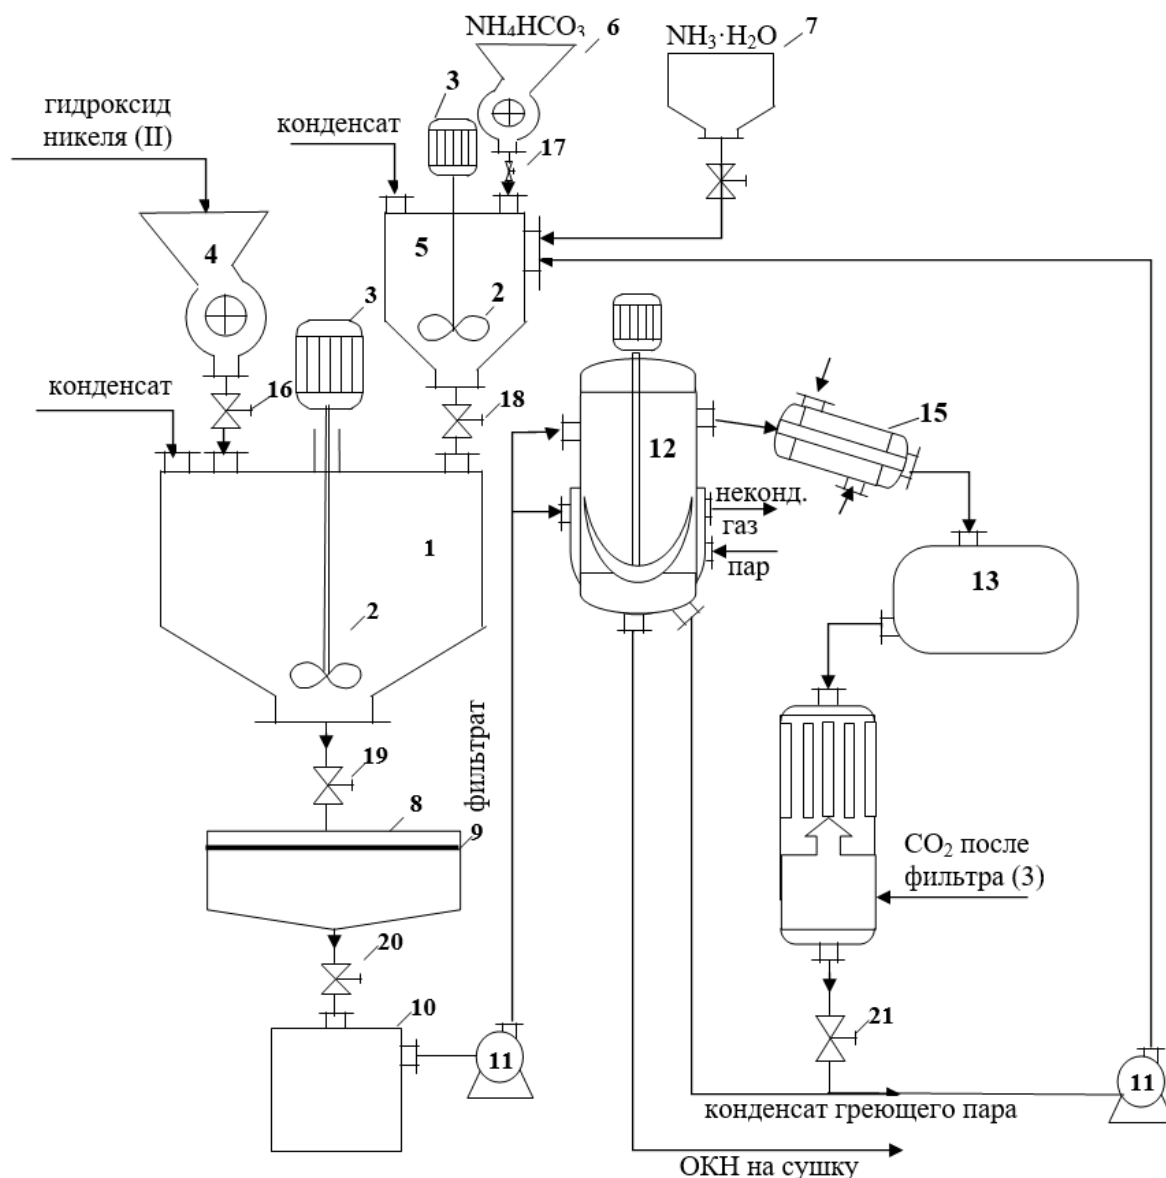 NH₄HCO₃
6
NH₃·H₂O
7
3
гидроксид
никеля (II)
конденсат
17
4
5
2
3
конденсат
16
18
15
12
неконд.
газ
пар
1
13
2
фильтрат
19
8
9
CO₂ после
фильтра (3)
20
10
21
11
11
конденсат греющего пара
ОКН на сушку